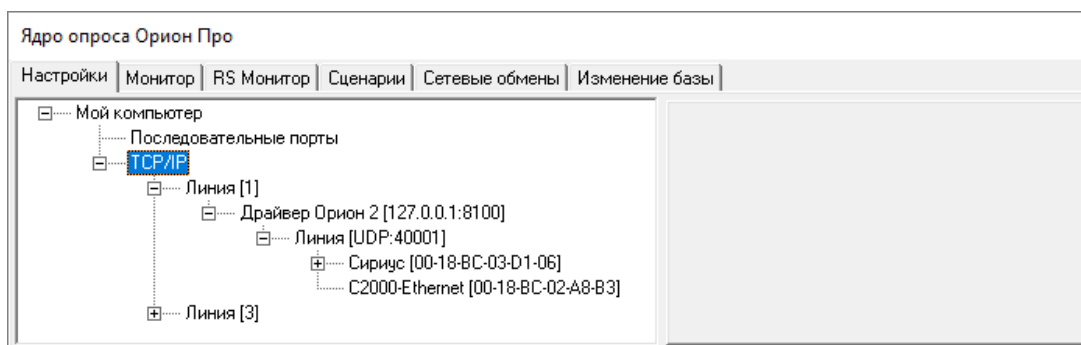 Ядро опроса Орион Про
Настройки Монитор RS Монитор Сценарии Сетевые обмены Изменение базы
Мой компьютер
Последовательные порты
TCP/IP
Линия [1]
Драйвер Орион 2 [127.0.0.1:8100]
Линия [UDP:40001]
Сириус [00-18-BC-03-D1-06]
С2000-Ethernet [00-18-BC-02-A8-B3]
Линия [3]